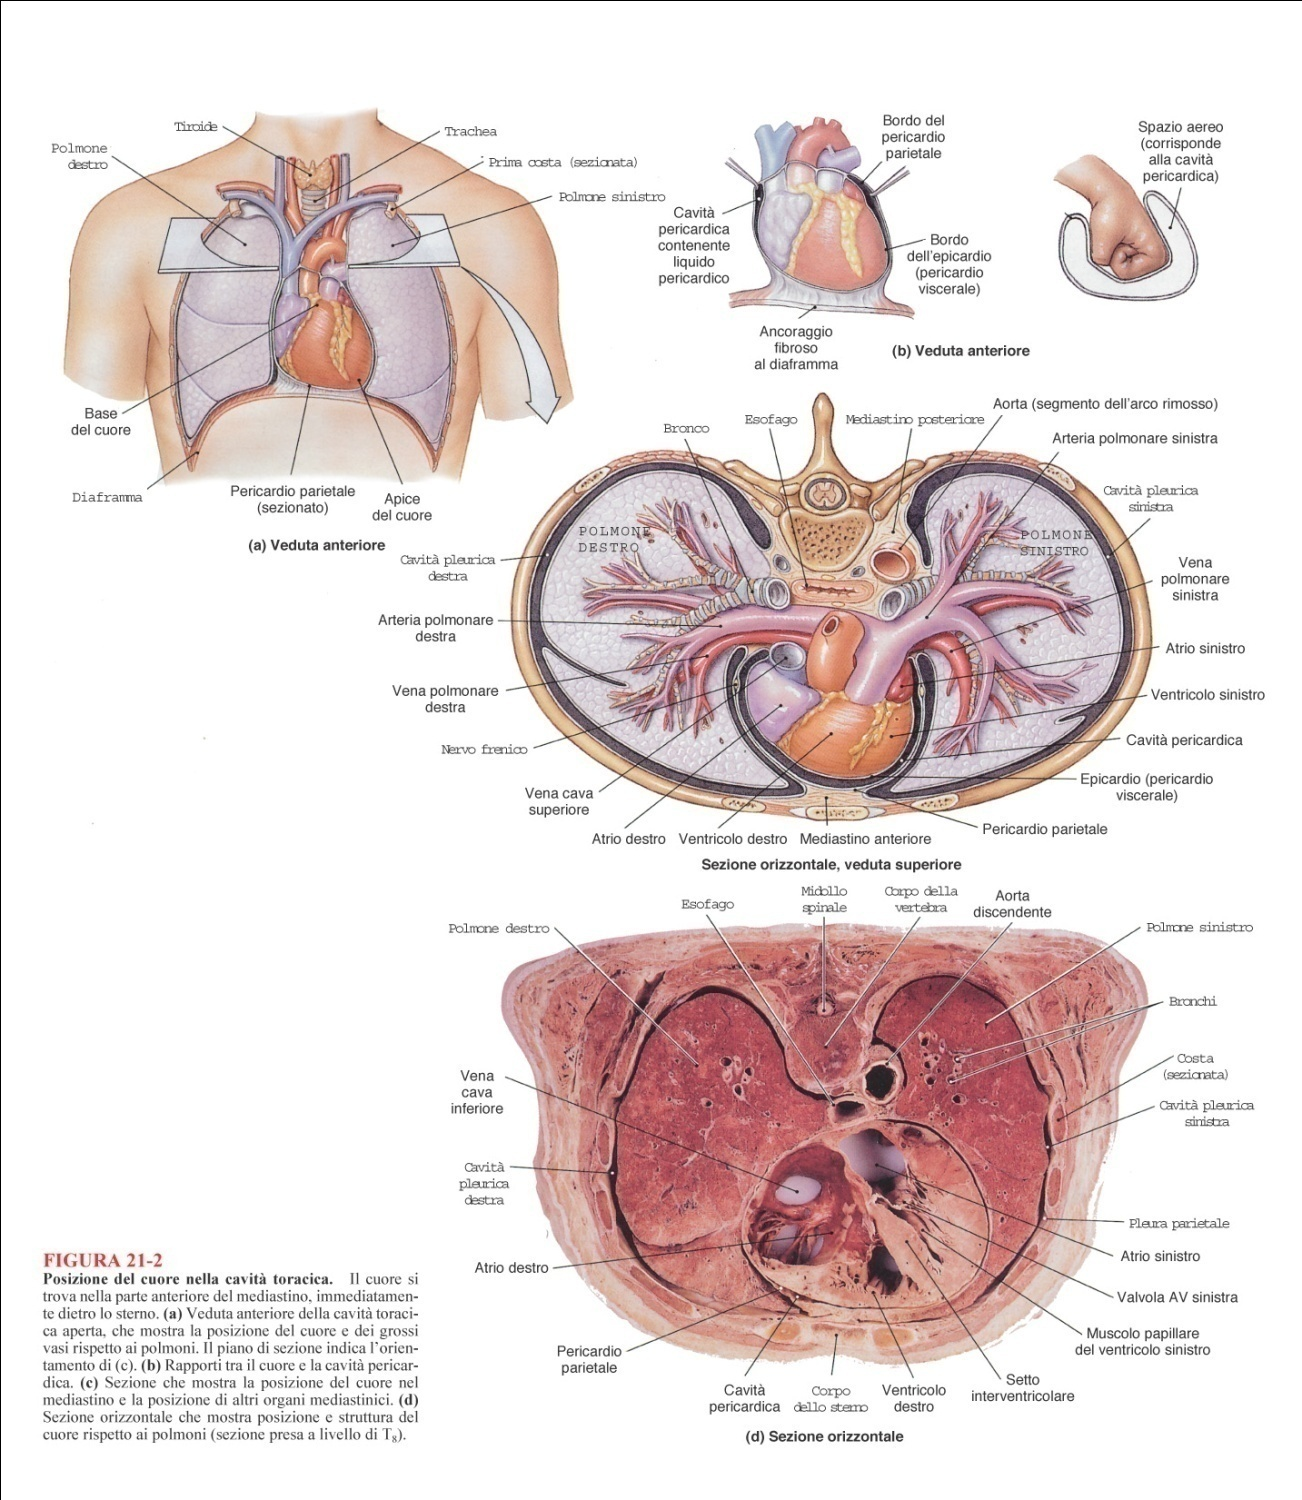 Tiroide
Trachea
Polmone
destro
Prima costa (sezionata)
Polmone sinistro
Base
del cuore
Diaframma
Pericardio parietale
(sezionato)
Apice
del cuore
(a) Veduta anteriore
Bordo del
pericardio
parietale
Cavità
pericardica
contenente
liquido
pericardico
Bordo
dell'epicardio
(pericardio
viscerale)
Ancoraggio
fibroso
al diaframma
Spazio aereo
(corrisponde
alla cavità
pericardica)
(b) Veduta anteriore
Bronco
Esofago
Mediastino posteriore
Aorta (segmento dell'arco rimosso)
Arteria polmonare sinistra
Cavità pleurica
sinistra
POLMONE
DESTRO
POLMONE
SINISTRO
Cavità pleurica
destra
Vena
polmonare
sinistra
Arteria polmonare
destra
Atrio sinistro
Vena polmonare
destra
Ventricolo sinistro
Nervo frenico
Cavità pericardica
Vena cava
superiore
Epicardio (pericardio
viscerale)
Atrio destro
Ventricolo destro
Mediastino anteriore
Pericardio parietale
Sezione orizzontale, veduta superiore
Polmone destro
Esofago
Midollo
spinale
Corpo della
vertebra
Aorta
discendente
Polmone sinistro
Bronchi
Vena
cava
inferiore
Costa
(sezionata)
Cavità pleurica
sinistra
Cavità
pleurica
destra
Pleura parietale
Atrio destro
Atrio sinistro
Valvola AV sinistra
Pericardio
parietale
Muscolo papillare
del ventricolo sinistro
Cavità
pericardica
Corpo
dello sterno
Ventricolo
destro
Setto
interventricolare
(d) Sezione orizzontale
FIGURA 21-2
Posizione del cuore nella cavità toracica. Il cuore si
trova nella parte anteriore del mediastino, immediatamen-
te dietro lo sterno. (a) Veduta anteriore della cavità toraci-
ca aperta, che mostra la posizione del cuore e dei grossi
vasi rispetto ai polmoni. Il piano di sezione indica l'orien-
tamento di (c). (b) Rapporti tra il cuore e la cavità pericar-
dica. (c) Sezione che mostra la posizione del cuore nel
mediastino e la posizione di altri organi mediastinici. (d)
Sezione orizzontale che mostra posizione e struttura del
cuore rispetto ai polmoni (sezione presa a livello di T8).